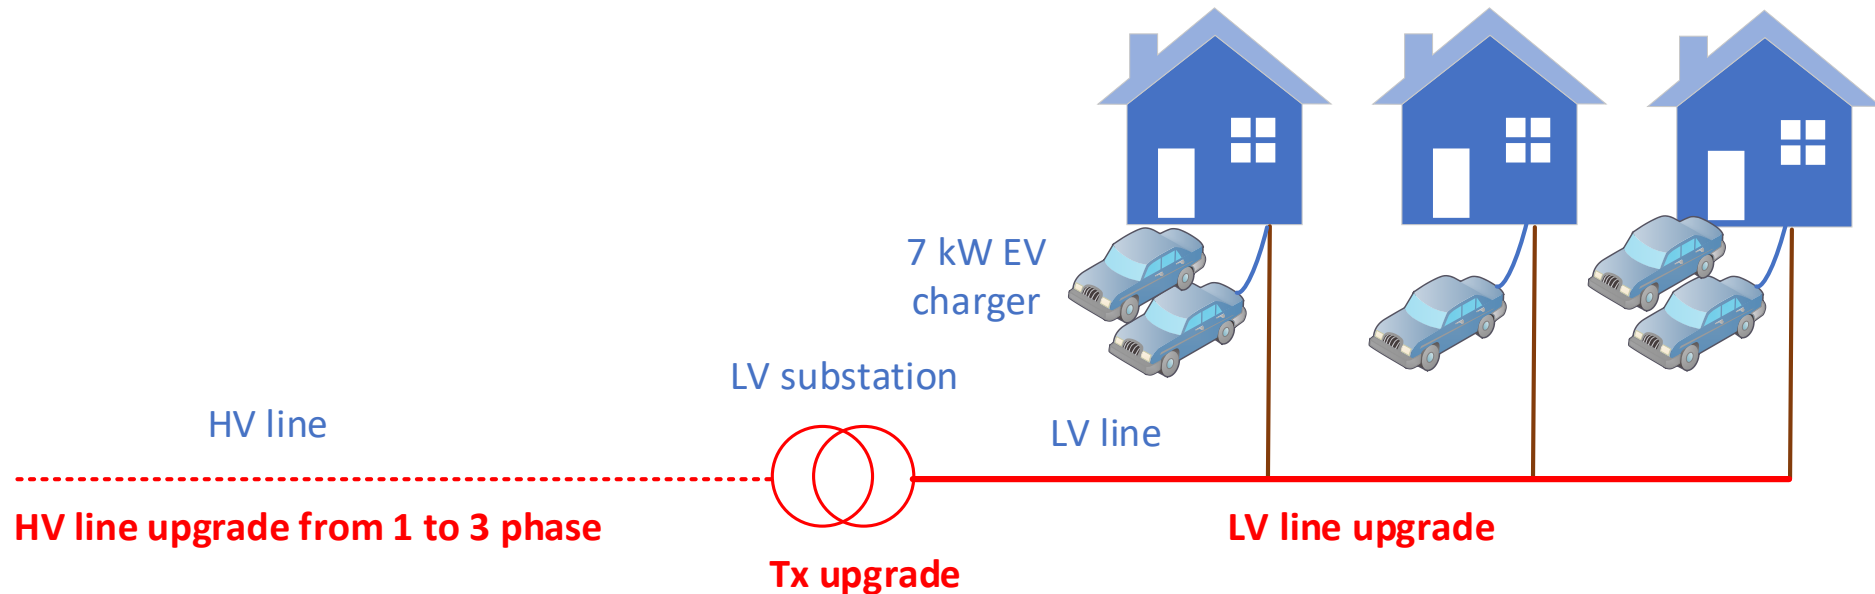 7 kW EV
charger
LV substation
HV line
LV line
HV line upgrade from 1 to 3 phase
LV line upgrade
Tx upgrade